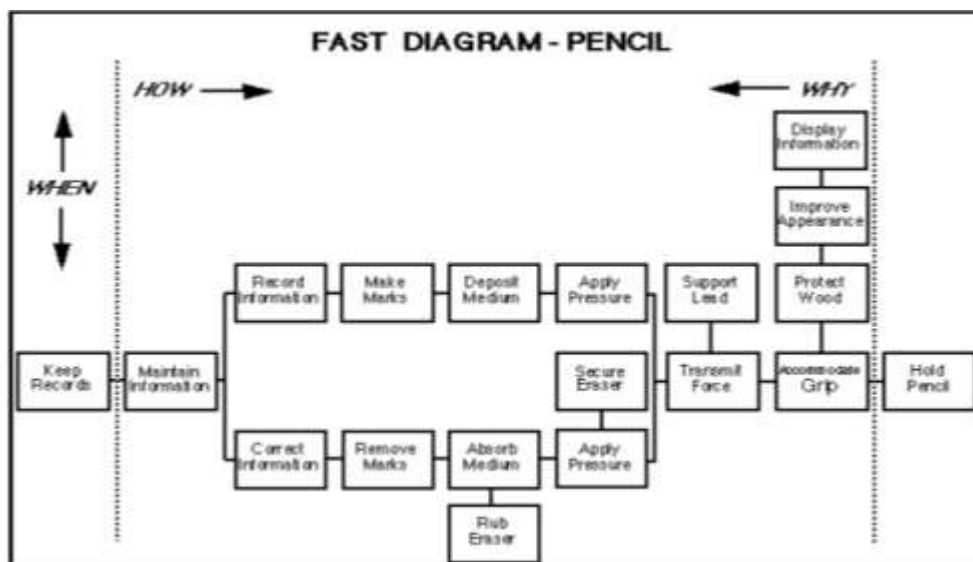 FAST DIAGRAM - PENCIL
HOW
WHY
WHEN
Display
Information
Improve
Appearance
Record
Information
Make
Marks
Deposit
Medium
Apply
Pressure
Support
Lead
Protect
Wood
Keep
Records
Maintain
Information
Secure
Eraser
Transmit
Force
Accommodate
Grip
Hold
Pencil
Correct
Information
Remove
Marks
Absorb
Medium
Apply
Pressure
Rub
Eraser